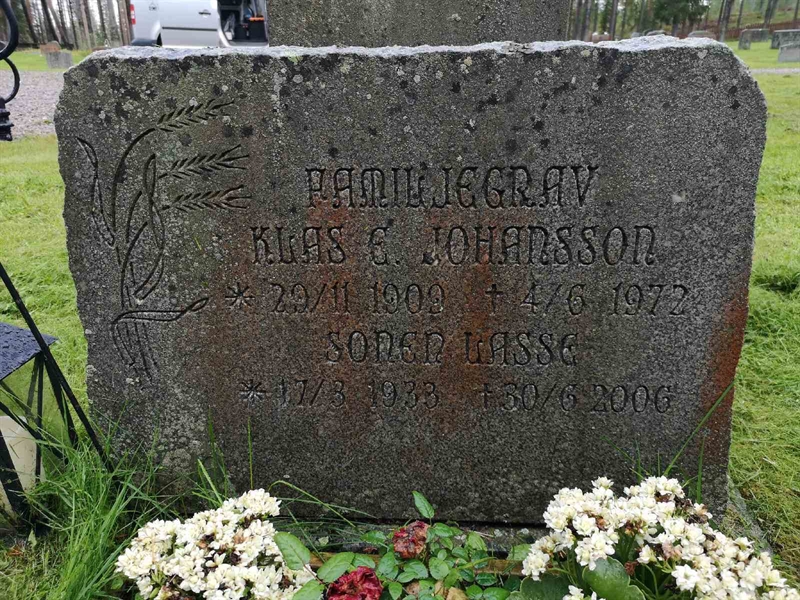 FAMILJEGRAV
KLAS E. JOHANSSON
* 29/11 1909 † 4/6 1972
SONEN LASSE
* 17/3 1933 † 30/6 2006